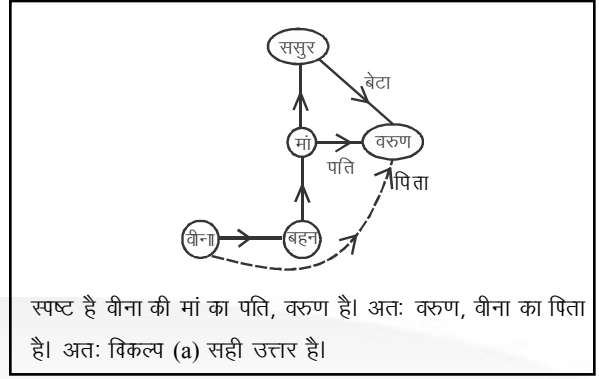 ससुर
बेटा
मां
वरुण
पति
पिता
वीना
बहन
स्पष्ट है वीना की मां का पति, वरुण है। अतः वरुण, वीना का पिता
है। अतः विकल्प (a) सही उत्तर है।